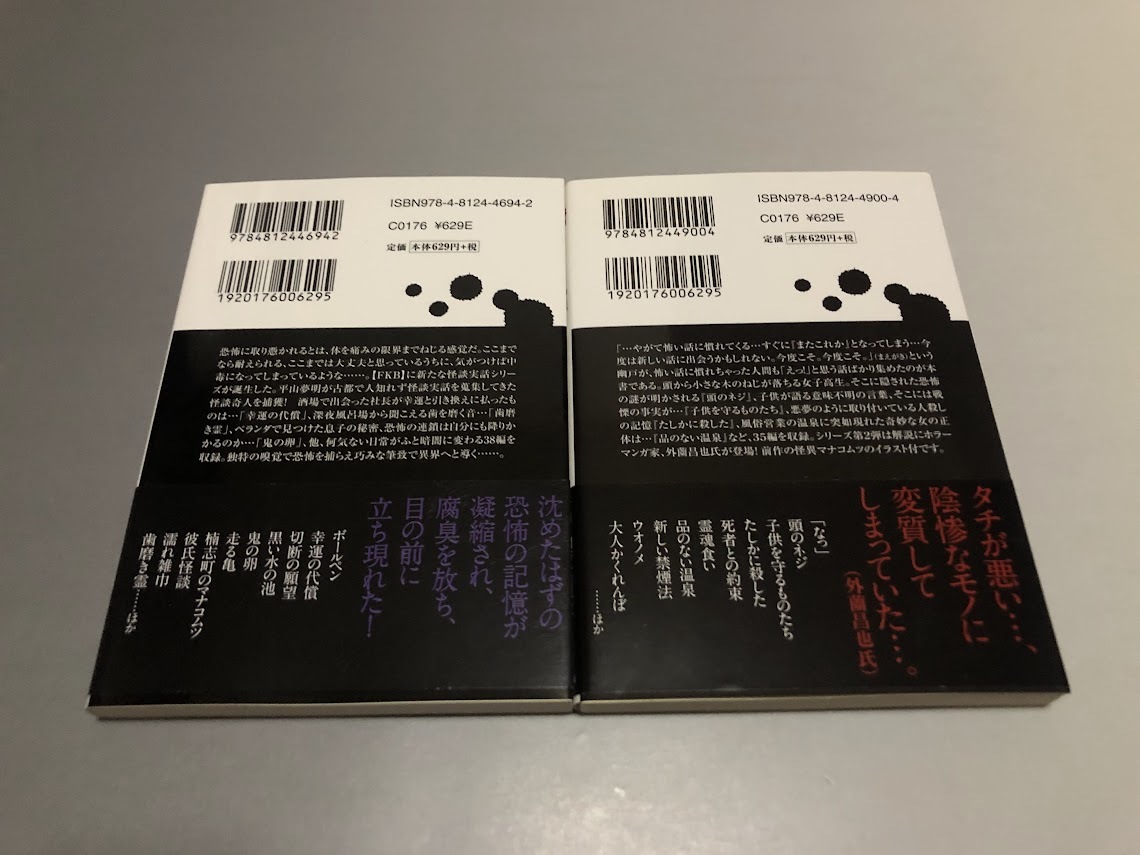 ISBN978-4-8124-4694-2
9784812446942
C0176 ¥629E
定価 本体629円+税
1920176006295
恐怖に取り憑かれるとは、体を痛みの限界までねじる感覚だ。ここまで
なら耐えられる、ここまでは大丈夫と思っているうちに、気がつけば中
毒になってしまっているような……。【FKB】に新たな怪談実話シリー
ズが誕生した。平山夢明が古都で人知れず怪談実話を蒐集してきた
怪談奇人を捕獲! 酒場で出会った社長が幸運と引き換えに払ったも
のは…「幸運の代償」、深夜風呂場から聞こえる歯を磨く音…「歯磨
き霊」、ベランダで見つけた息子の秘密、恐怖の連鎖は自分にも降りか
かるのか…「鬼の卵」、他、何気ない日常がふと暗闇に変わる38編を
収録。独特の嗅覚で恐怖を捕らえ巧みな筆致で異界へと導く……。
沈めたはずの
恐怖の記憶が
凝縮され、
腐臭を放ち、
目の前に
立ち現れた!
ボールペン
幸運の代償
切断の願望
黒い水の池
鬼の卵
走る亀
楠志町のマナコムツ
彼氏怪談
濡れ雑巾
歯磨き霊……ほか
ISBN978-4-8124-4900-4
9784812449004
C0176 ¥629E
定価 本体629円+税
1920176006295
「…やがて怖い話に慣れてくる…すぐに『またこれか』となってしまう…今
度は新しい話に出会うかもしれない。今度こそ。今度こそ。」(まえがき)という
幽戸が、怖い話に慣れちゃった人間も「えっ」と思う話ばかり集めたのが本
書である。頭から小さな木のねじが落ちる女子高生。そこに隠された恐怖
の謎が明かされる『頭のネジ』、子供が語る意味不明の言葉、そこには戦
慄の事実が…『子供を守るものたち』、悪夢のように取り付いている人殺し
の記憶『たしかに殺した』、風俗営業の温泉に突如現れた奇妙な女の正
体は…『品のない温泉』など、35編を収録。シリーズ第2弾は解説にホラー
マンガ家、外薗昌也氏が登場! 前作の怪異マナコムツのイラスト付です。
タチが悪い…、
陰惨なモノに
変質して
しまっていた…。
(外薗昌也氏)
「なっ」
頭のネジ
子供を守るものたち
たしかに殺した
死者との約束
霊魂食い
品のない温泉
新しい禁煙法
ウオノメ
大人かくれんぼ
……ほか